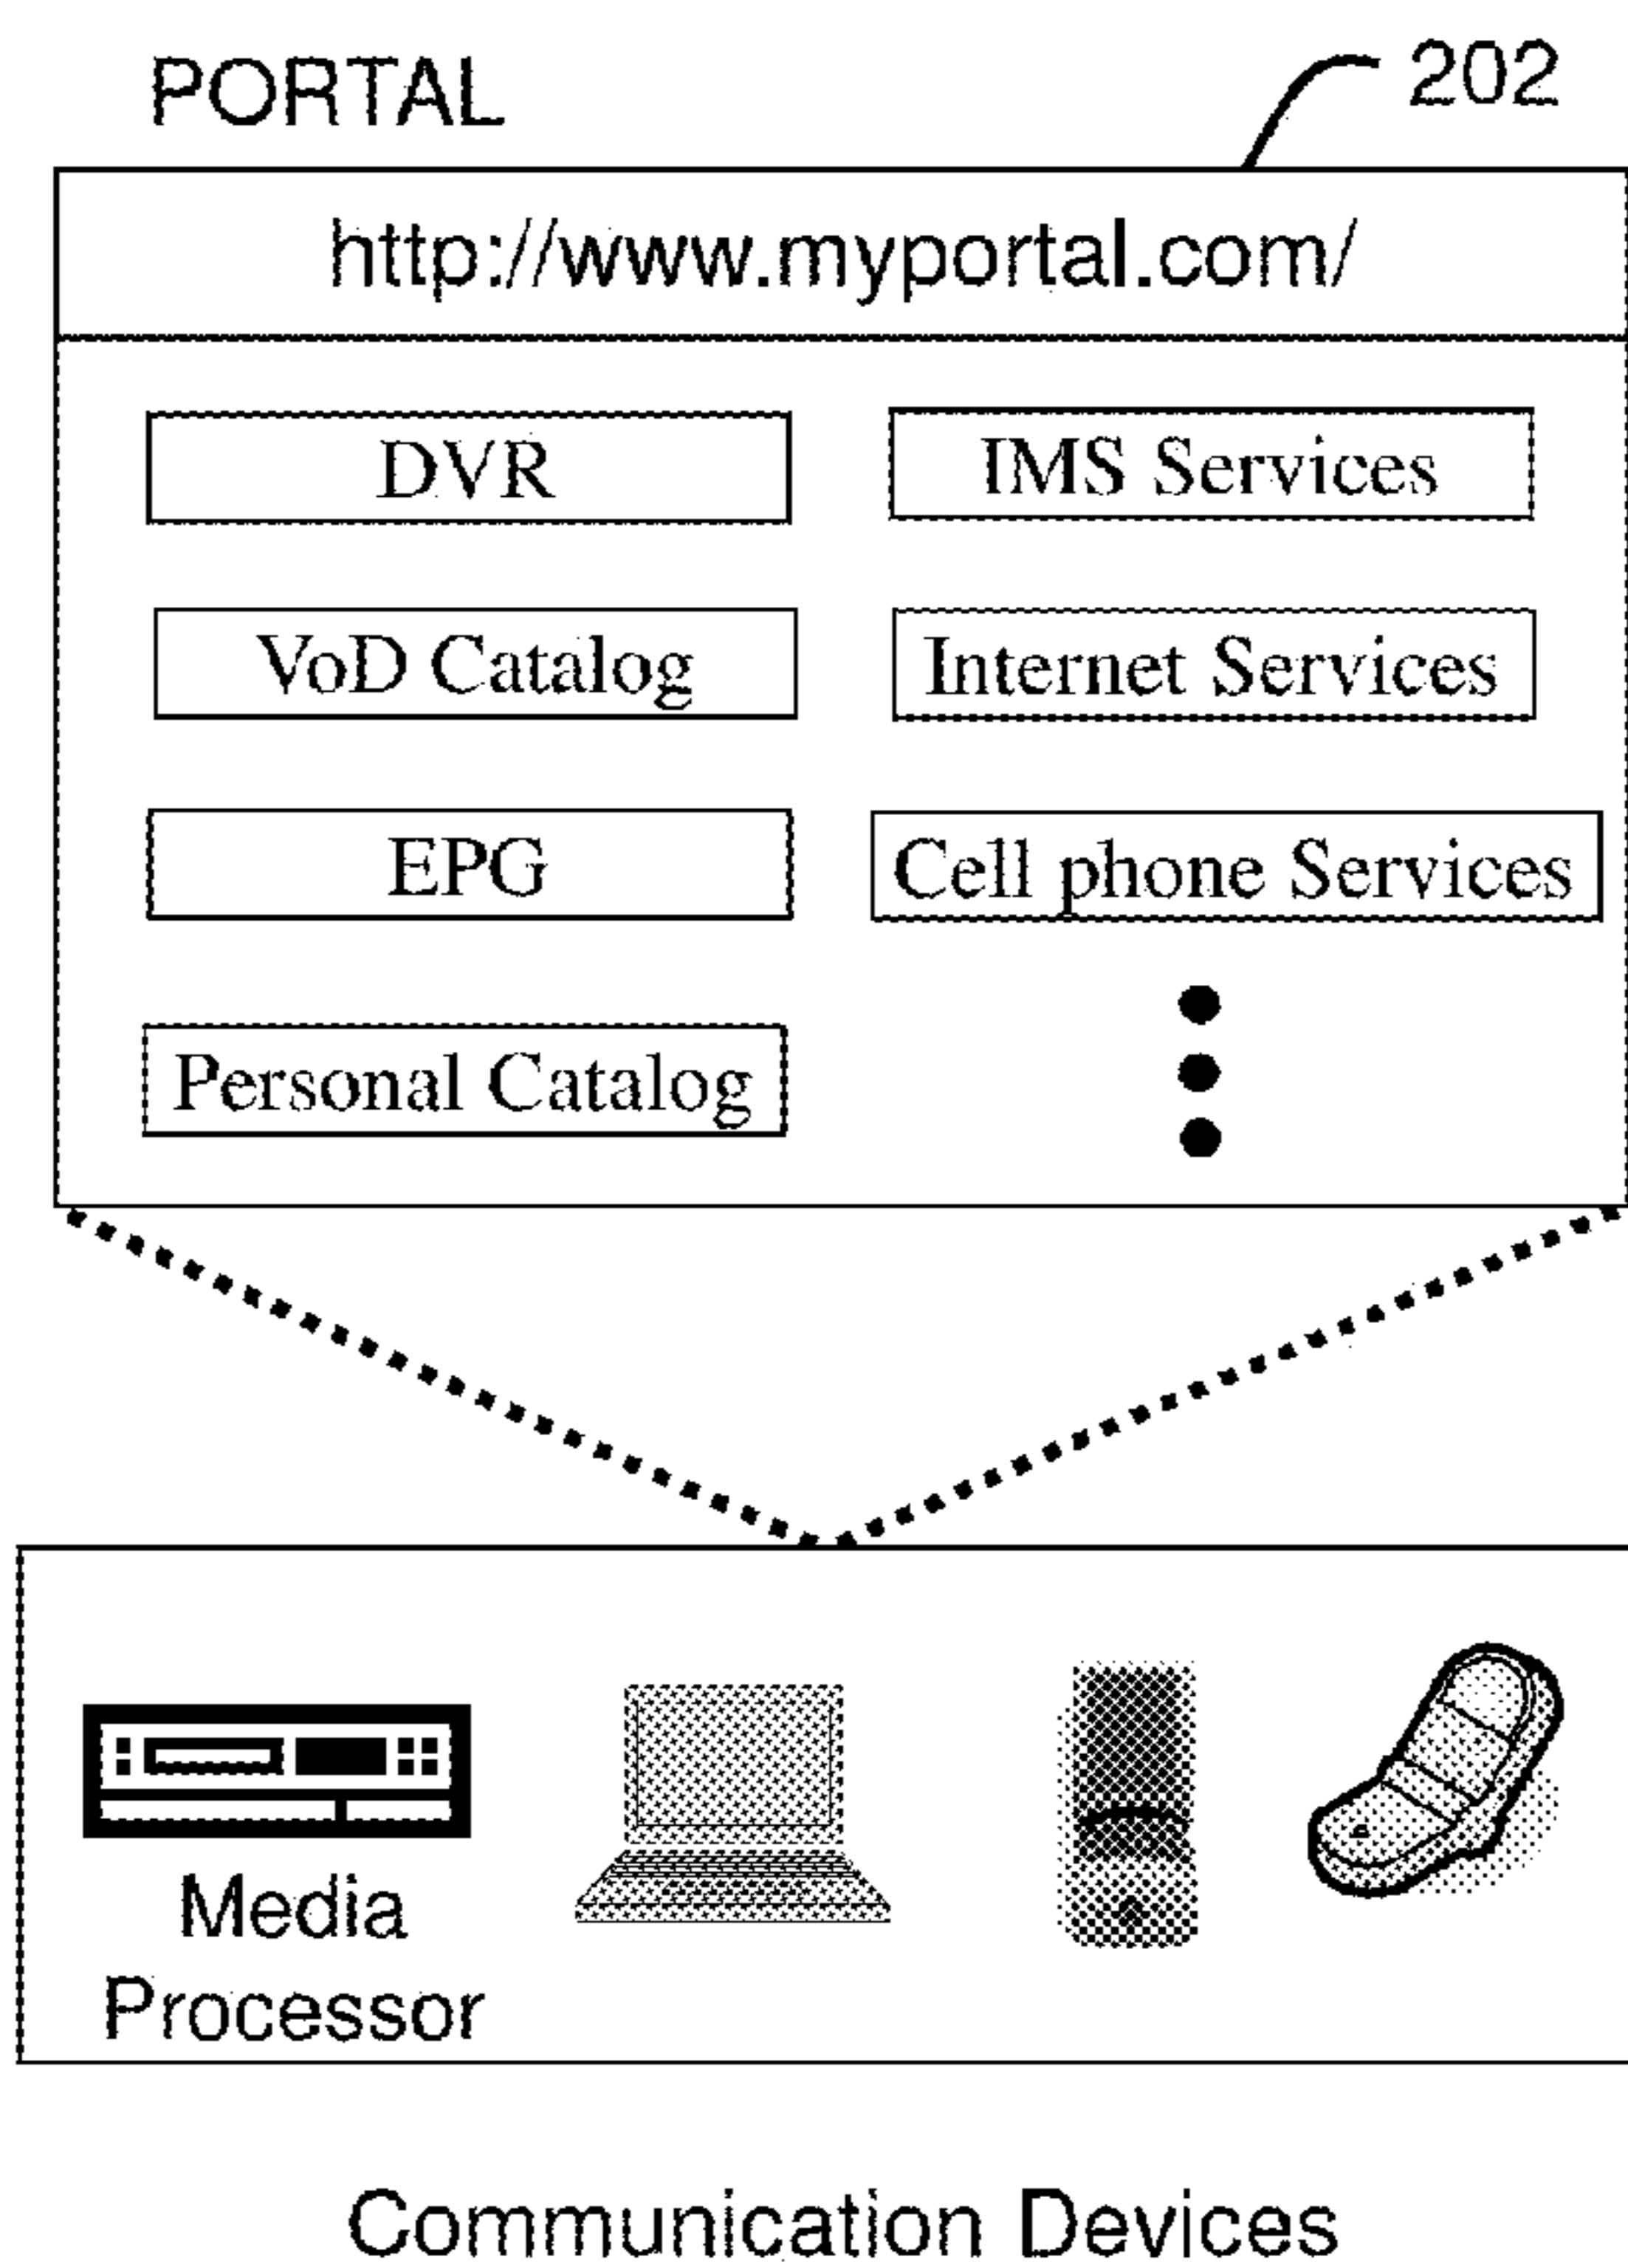 PORTAL
202
http://www.myportal.com/
DVR
IMS Services
VoD Catalog
Internet Services
EPG
Cell phone Services
Personal Catalog
Media
Processor
Communication Devices